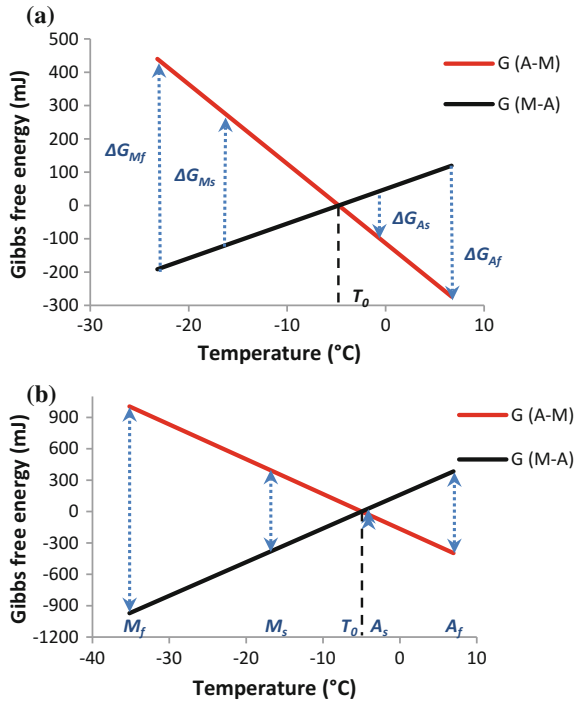 (a)
500
400
300
200
100
0
-100
-200
-300
Gibbs free energy (mJ)
G (A-M)
G (M-A)
ΔG_Mf
ΔG_Ms
ΔG_As
ΔG_Af
T_0
-30 -20 -10 0 10
Temperature (°C)
(b)
900
600
300
0
-300
-600
-900
-1200
Gibbs free energy (mJ)
G (A-M)
G (M-A)
M_f M_s T_0 A_s A_f
-40 -30 -20 -10 0 10
Temperature (°C)